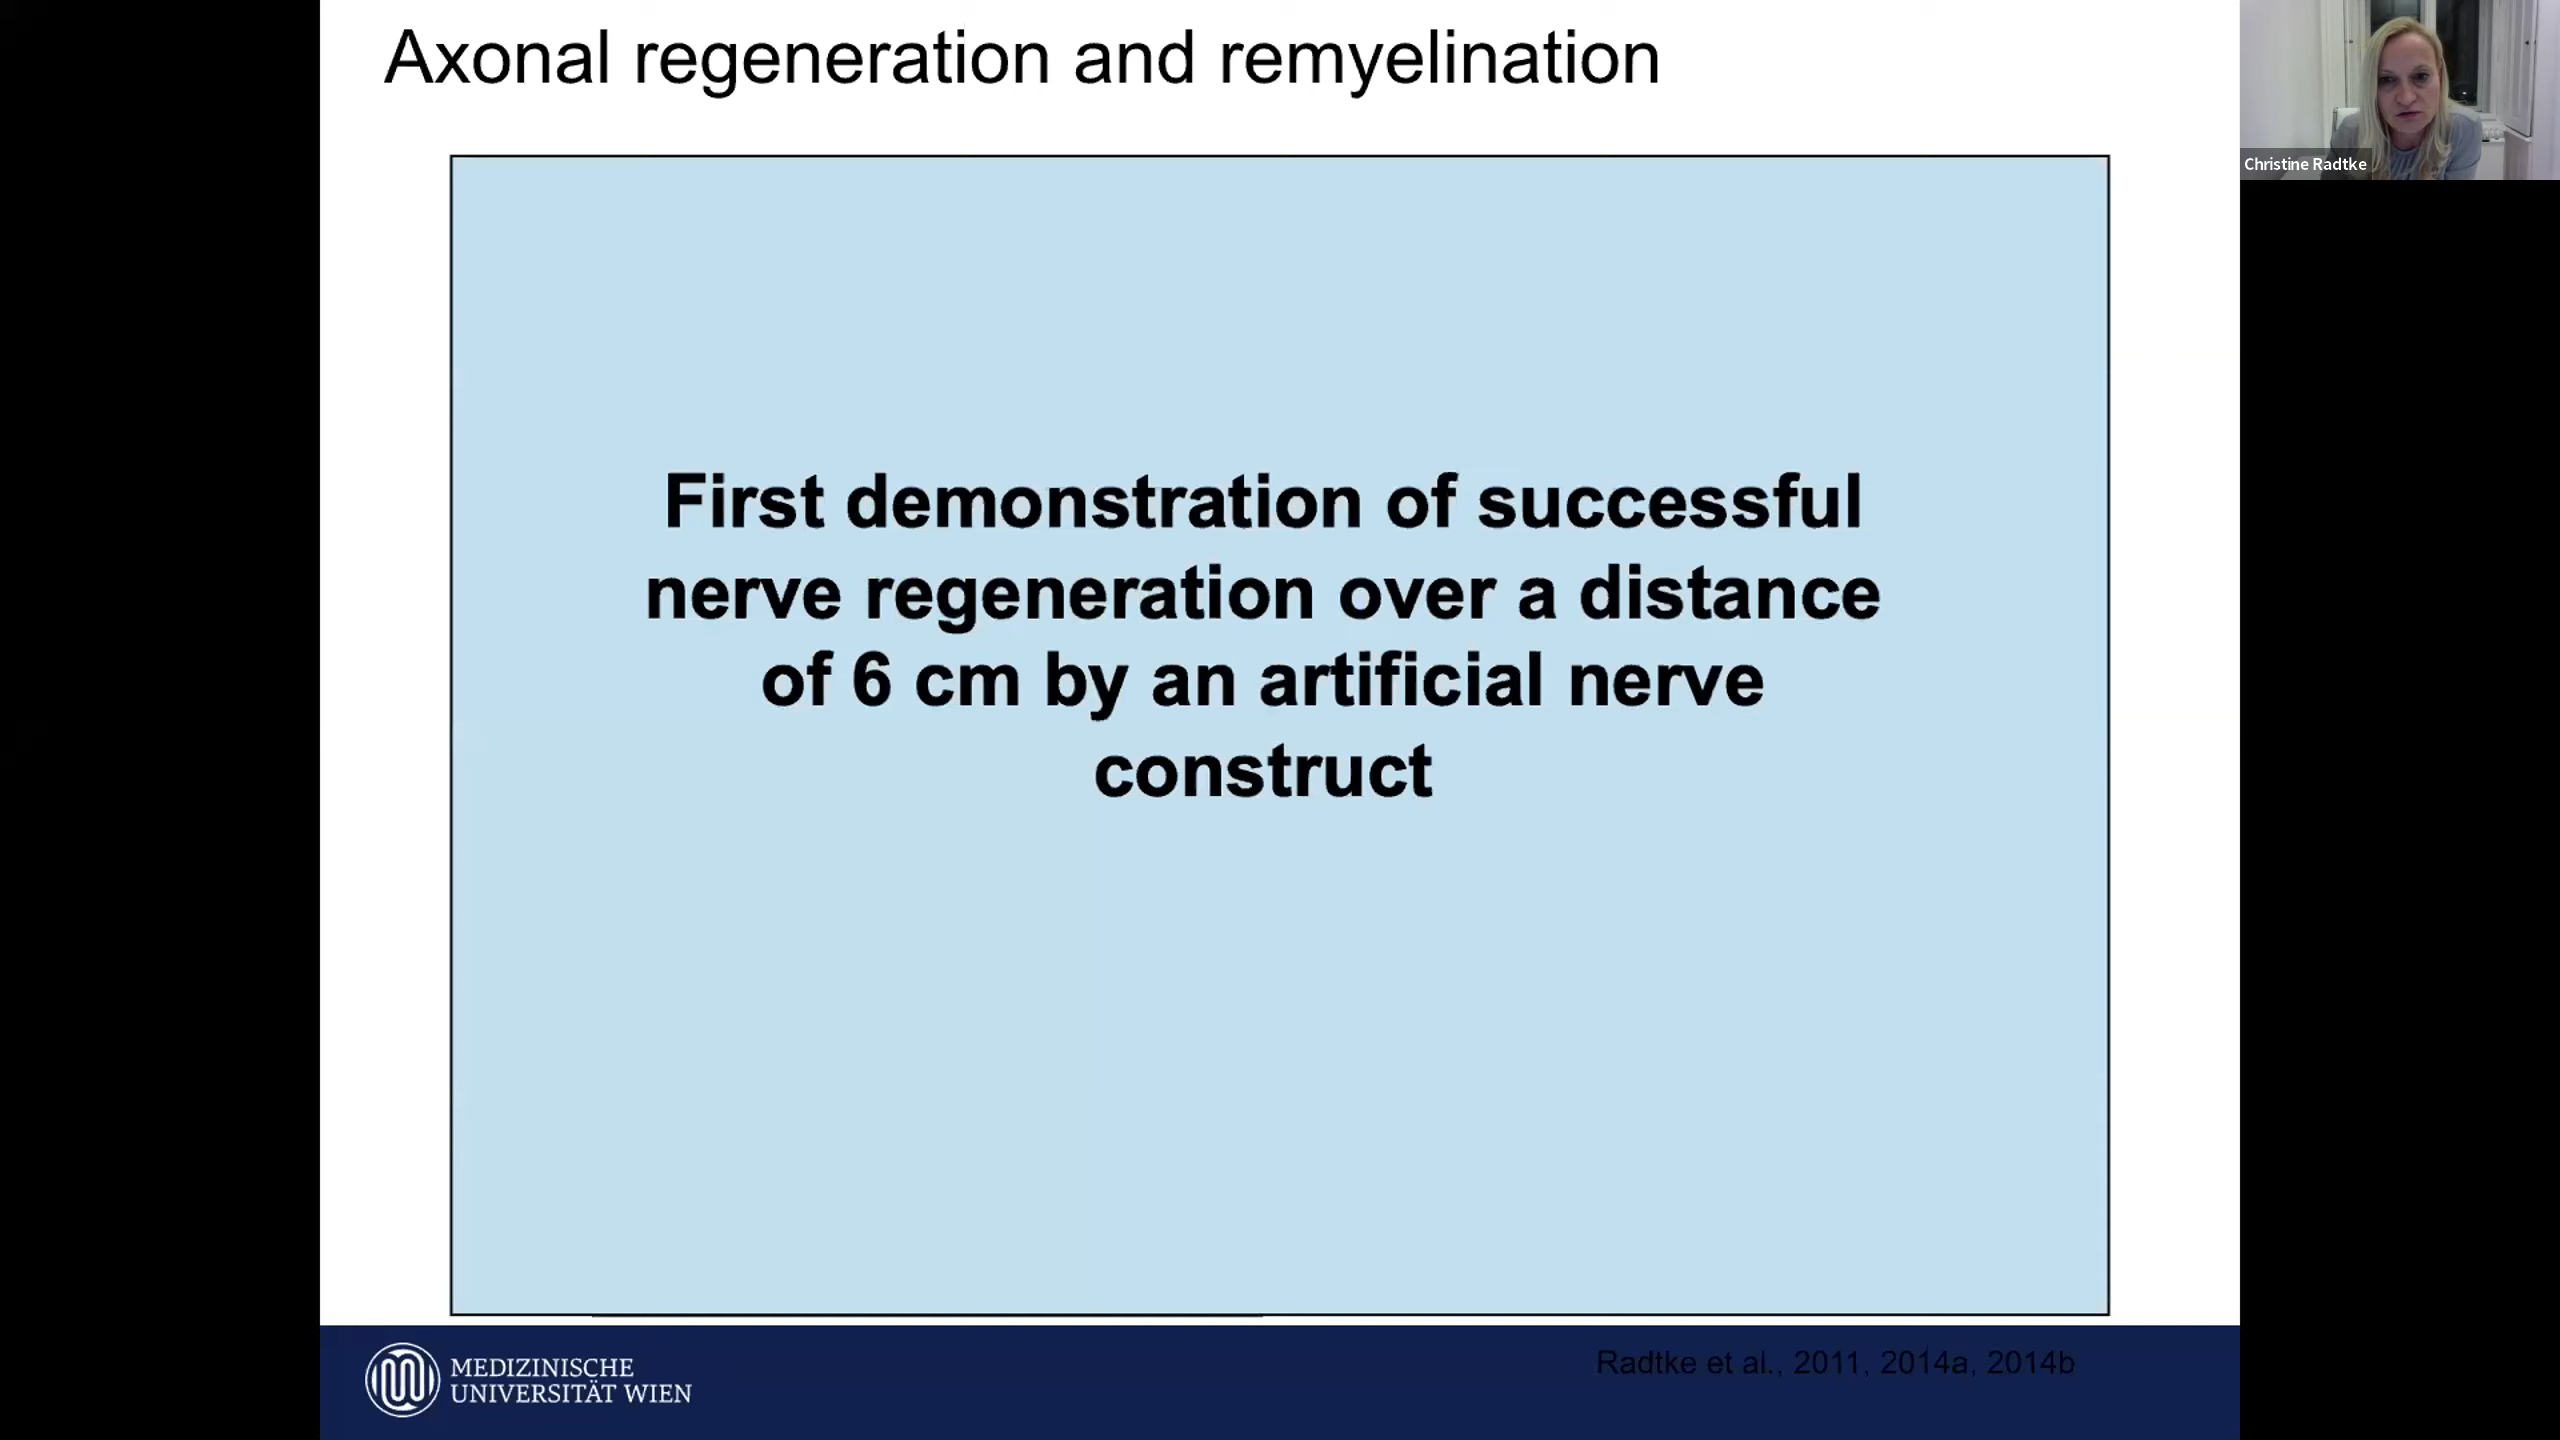 Axonal regeneration and remyelination
Christine Radtke
First demonstration of successful
nerve regeneration over a distance
of 6 cm by an artificial nerve
construct
Radtke et al., 2011, 2014a, 2014b
MEDIZINISCHE
UNIVERSITÄT WIEN